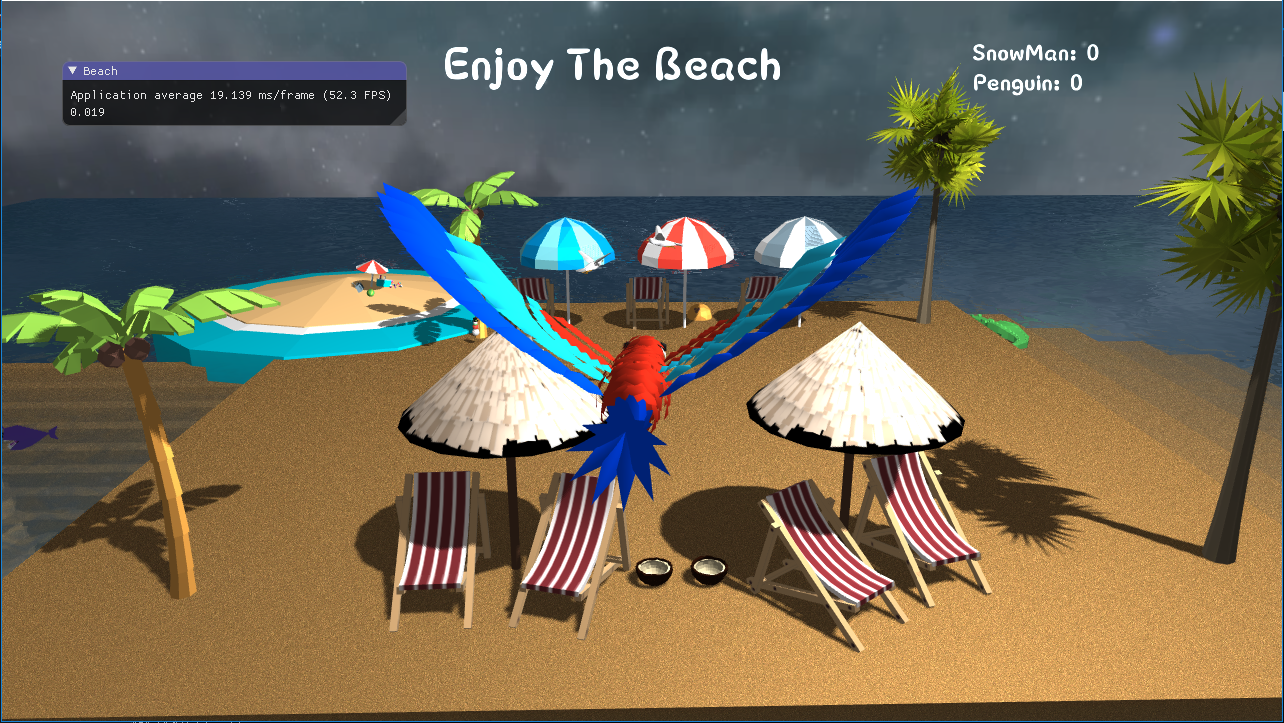 Enjoy The Beach
SnowMan: 0
Penguin: 0
Beach
Application average 19.139 ms/frame (52.3 FPS)
0.019